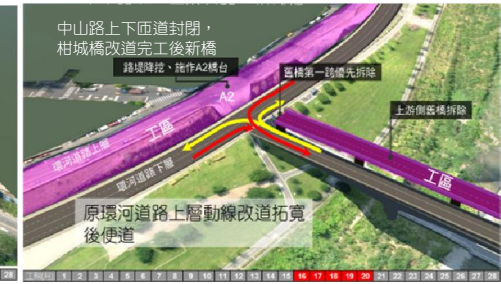 中山路上下匝道封閉，
柑城橋改道完工後新橋
路堤降挖、施作A2橋台
舊橋第一跨優先拆除
A2
上游側舊橋拆除
工區
環河道路上層
環河道路下層
工區
原環河道路上層動線改道拓寬
後便道
28
1 2 3 4 5 6 7 8 9 10 11 12 13 14 15 16 17 18 19 20 21 22 23 24 25 26 27 28